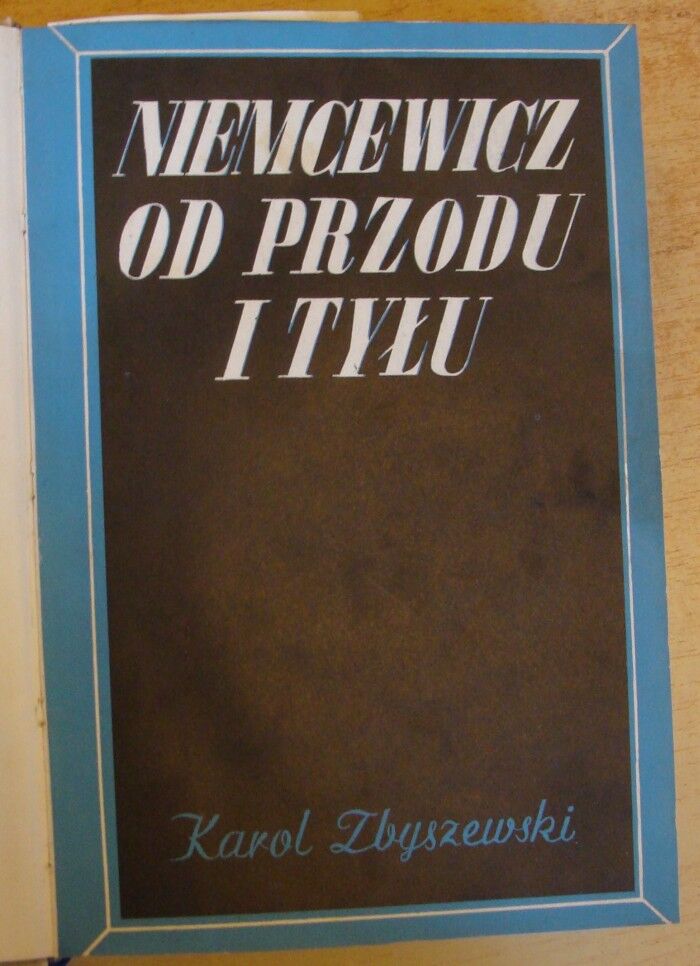 NIEMCEWICZ
OD PRZODU
I TYŁU
Karol Zbyszewski